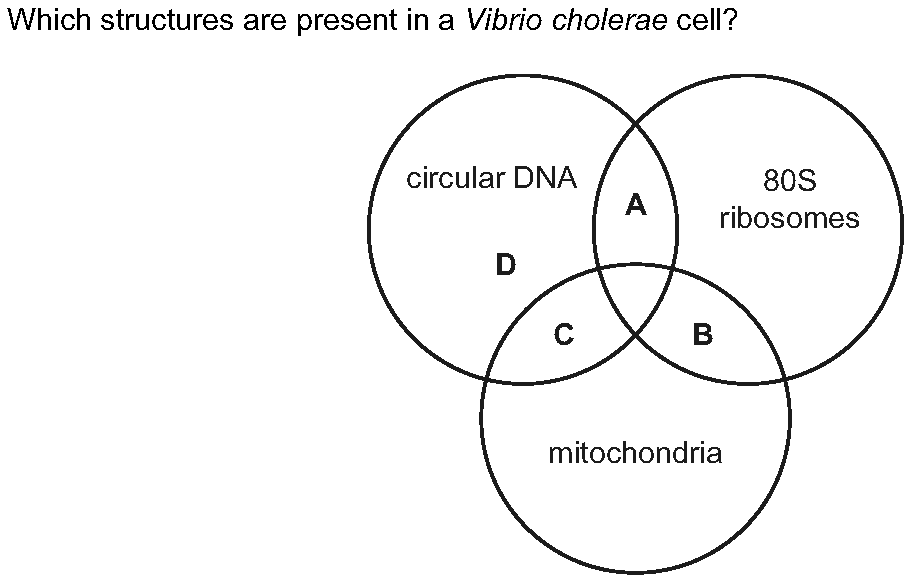 Which structures are present in a Vibrio cholerae cell?
circular DNA
80S
ribosomes
A
D
C
B
mitochondria